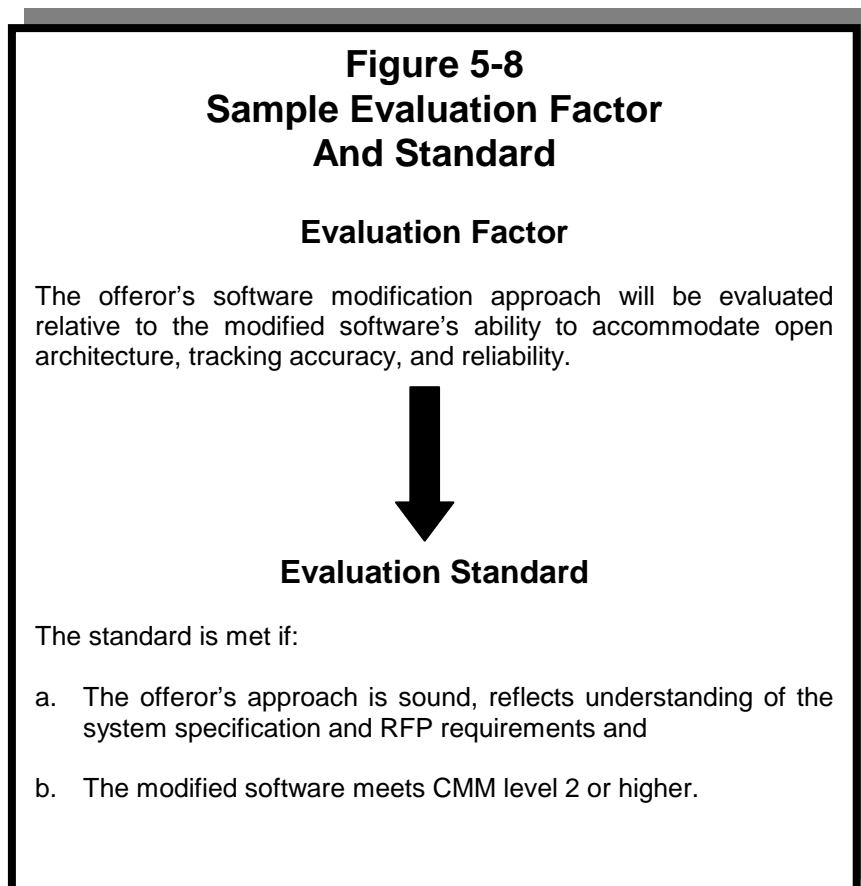 Figure 5-8
Sample Evaluation Factor
And Standard
Evaluation Factor
The offeror’s software modification approach will be evaluated
relative to the modified software’s ability to accommodate open
architecture, tracking accuracy, and reliability.
Evaluation Standard
The standard is met if:
a. The offeror’s approach is sound, reflects understanding of the
system specification and RFP requirements and
b. The modified software meets CMM level 2 or higher.